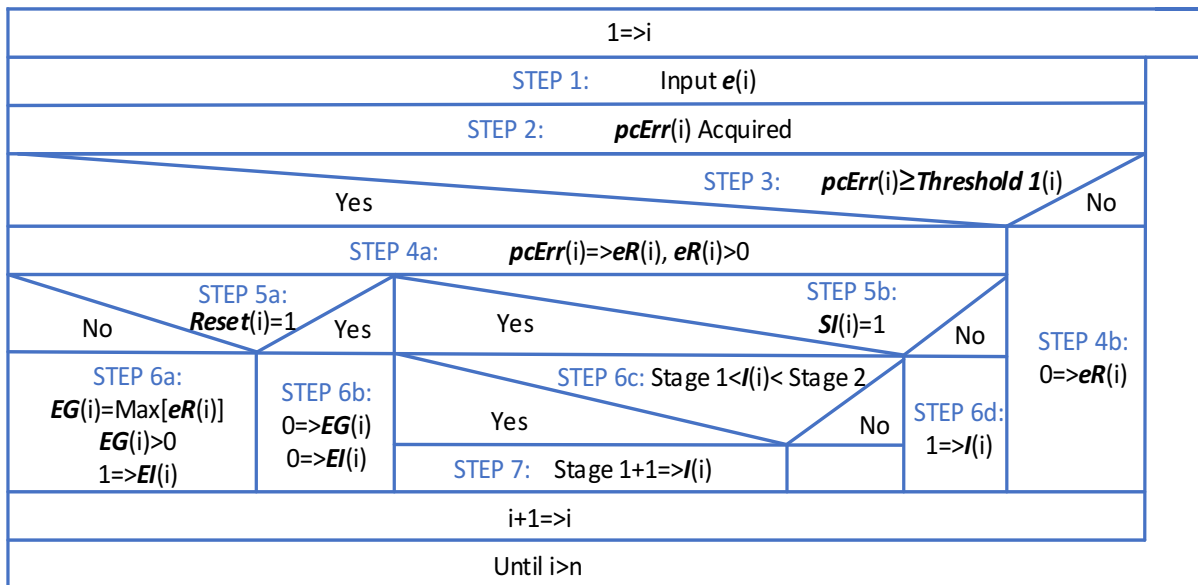 1=>i
STEP 1: Input e(i)
STEP 2: pcErr(i) Acquired
STEP 3: pcErr(i)≥Threshold 1(i)
Yes
No
STEP 4a: pcErr(i)=>eR(i), eR(i)>0
STEP 5a:
Reset(i)=1
No
Yes
STEP 5b:
SI(i)=1
Yes
No
STEP 4b:
0=>eR(i)
STEP 6a:
EG(i)=Max[eR(i)]
EG(i)>0
1=>EI(i)
STEP 6b:
0=>EG(i)
0=>EI(i)
STEP 6c: Stage 1<I(i)< Stage 2
Yes
No
STEP 6d:
1=>I(i)
STEP 7: Stage 1+1=>I(i)
i+1=>i
Until i>n